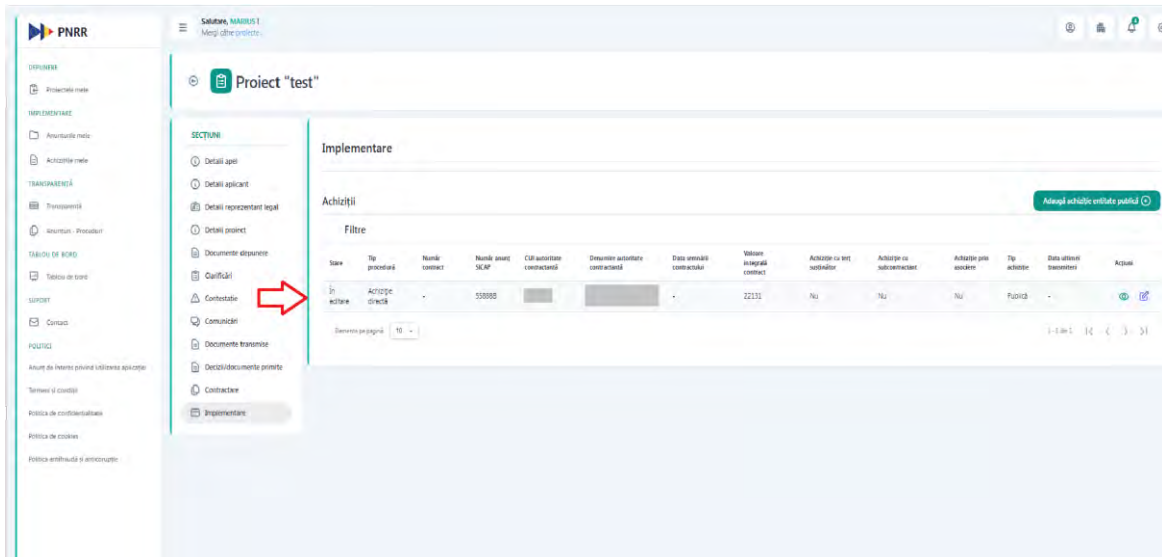 PNRR
Salutare, MARIUS I.
Mergi către proiecte.
DEPUNERE
Proiectele mele
IMPLEMENTARE
Anunțurile mele
Achizițiile mele
TRANSPARENȚĂ
Transparență
Anunțuri - Proceduri
TABLOU DE BORD
Tablou de bord
SUPORT
Contact
POLITICI
Anunț de interes privind utilizarea aplicației
Termeni și condiții
Politica de confidențialitate
Politica de cookies
Politica antifraudă și anticorupție
Proiect "test"
SECȚIUNI
Detalii apel
Detalii aplicant
Detalii reprezentant legal
Detalii proiect
Documente depunere
Clarificări
Contestație
Comunicări
Documente transmise
Decizii/documente primite
Contractare
Implementare
Implementare
Achiziții
Adaugă achiziție entitate publică
Filtre
Stare Tip procedură Număr contract Număr anunț SICAP CUI autoritate contractantă Denumire autoritate contractantă Data semnării contractului Valoare integrală contract Achiziție cu terț susținător Achiziție cu subcontractant Achiziție prin asociere Tip achiziție Data ultimei transmiteri Acțiuni
În editare Achiziție directă - 558888 - 22131 Nu Nu Nu Publică -
Elemente pe pagină 10
1-1 din 1